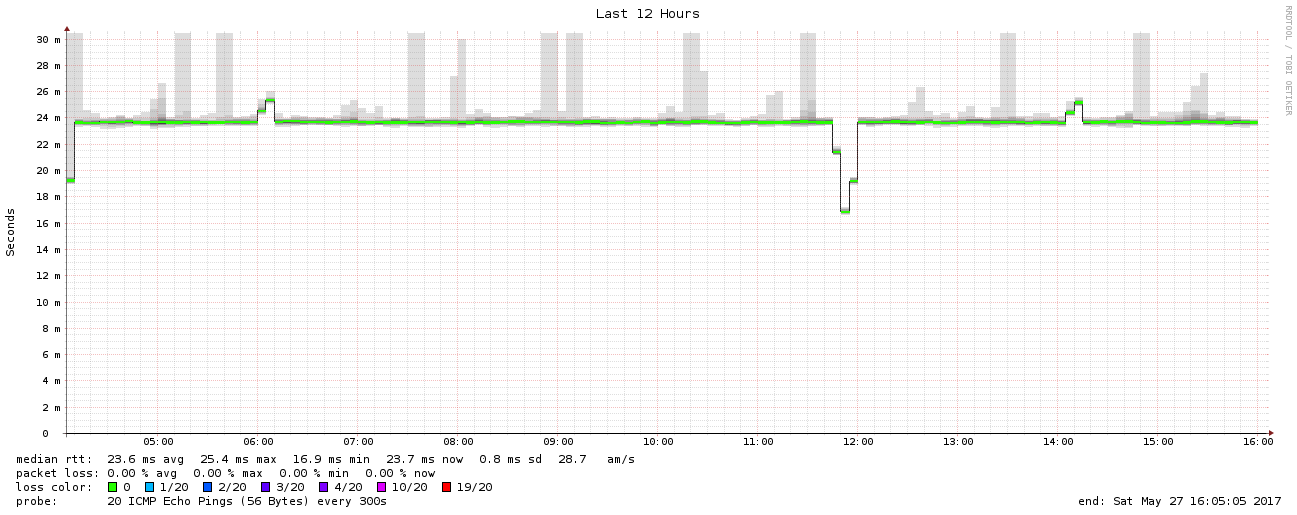 Last 12 Hours
RRDTOOL / TOBI OETIKER
Seconds
30 m
28 m
26 m
24 m
22 m
20 m
18 m
16 m
14 m
12 m
10 m
8 m
6 m
4 m
2 m
0
05:00 06:00 07:00 08:00 09:00 10:00 11:00 12:00 13:00 14:00 15:00 16:00
median rtt: 23.6 ms avg 25.4 ms max 16.9 ms min 23.7 ms now 0.8 ms sd 28.7 am/s
packet loss: 0.00 % avg 0.00 % max 0.00 % min 0.00 % now
loss color: 0 1/20 2/20 3/20 4/20 10/20 19/20
probe: 20 ICMP Echo Pings (56 Bytes) every 300s end: Sat May 27 16:05:05 2017